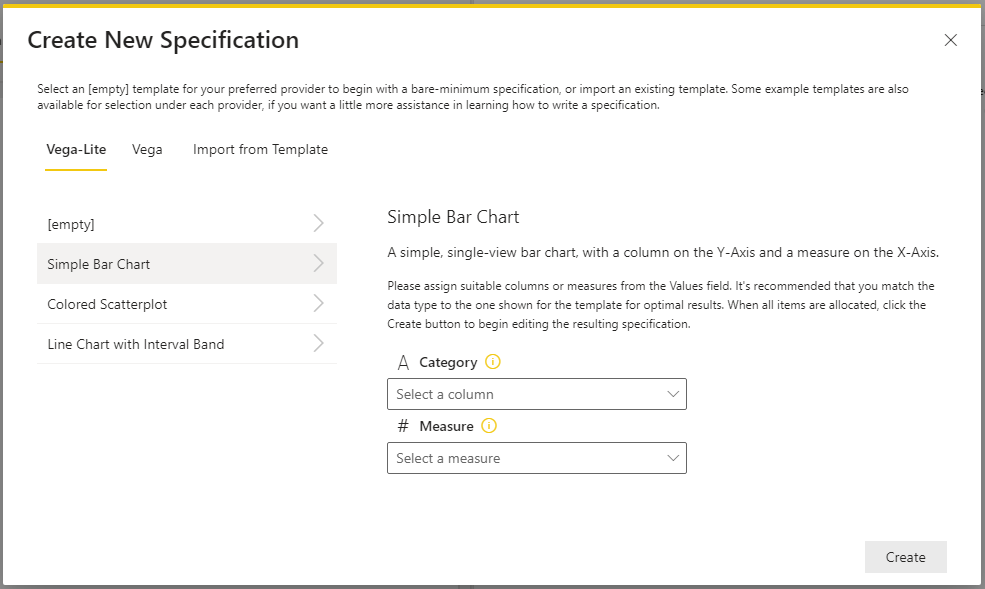 Create New Specification
Select an [empty] template for your preferred provider to begin with a bare-minimum specification, or import an existing template. Some example templates are also
available for selection under each provider, if you want a little more assistance in learning how to write a specification.
Vega-Lite Vega Import from Template
[empty]
Simple Bar Chart
Colored Scatterplot
Line Chart with Interval Band
Simple Bar Chart
A simple, single-view bar chart, with a column on the Y-Axis and a measure on the X-Axis.
Please assign suitable columns or measures from the Values field. It's recommended that you match the
data type to the one shown for the template for optimal results. When all items are allocated, click the
Create button to begin editing the resulting specification.
A Category
Select a column
# Measure
Select a measure
Create